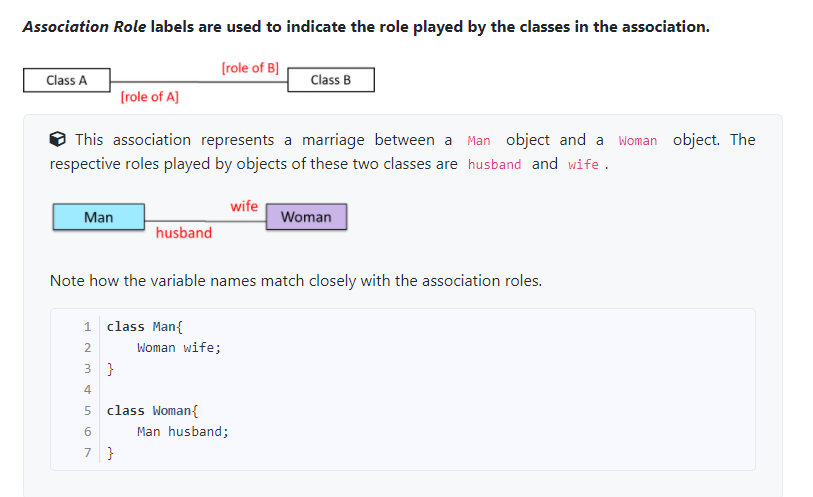 Association Role labels are used to indicate the role played by the classes in the association.
[role of B]
Class A
Class B
[role of A]
This association represents a marriage between a Man object and a Woman object. The
respective roles played by objects of these two classes are husband and wife .
wife
Man
Woman
husband
Note how the variable names match closely with the association roles.
1 class Man{
2     Woman wife;
3 }
4
5 class Woman{
6     Man husband;
7 }